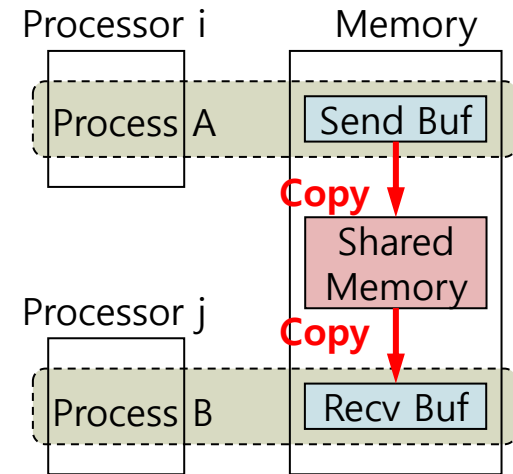 Processor i
Memory
Process A
Send Buf
Copy
Shared
Memory
Processor j
Copy
Process B
Recv Buf